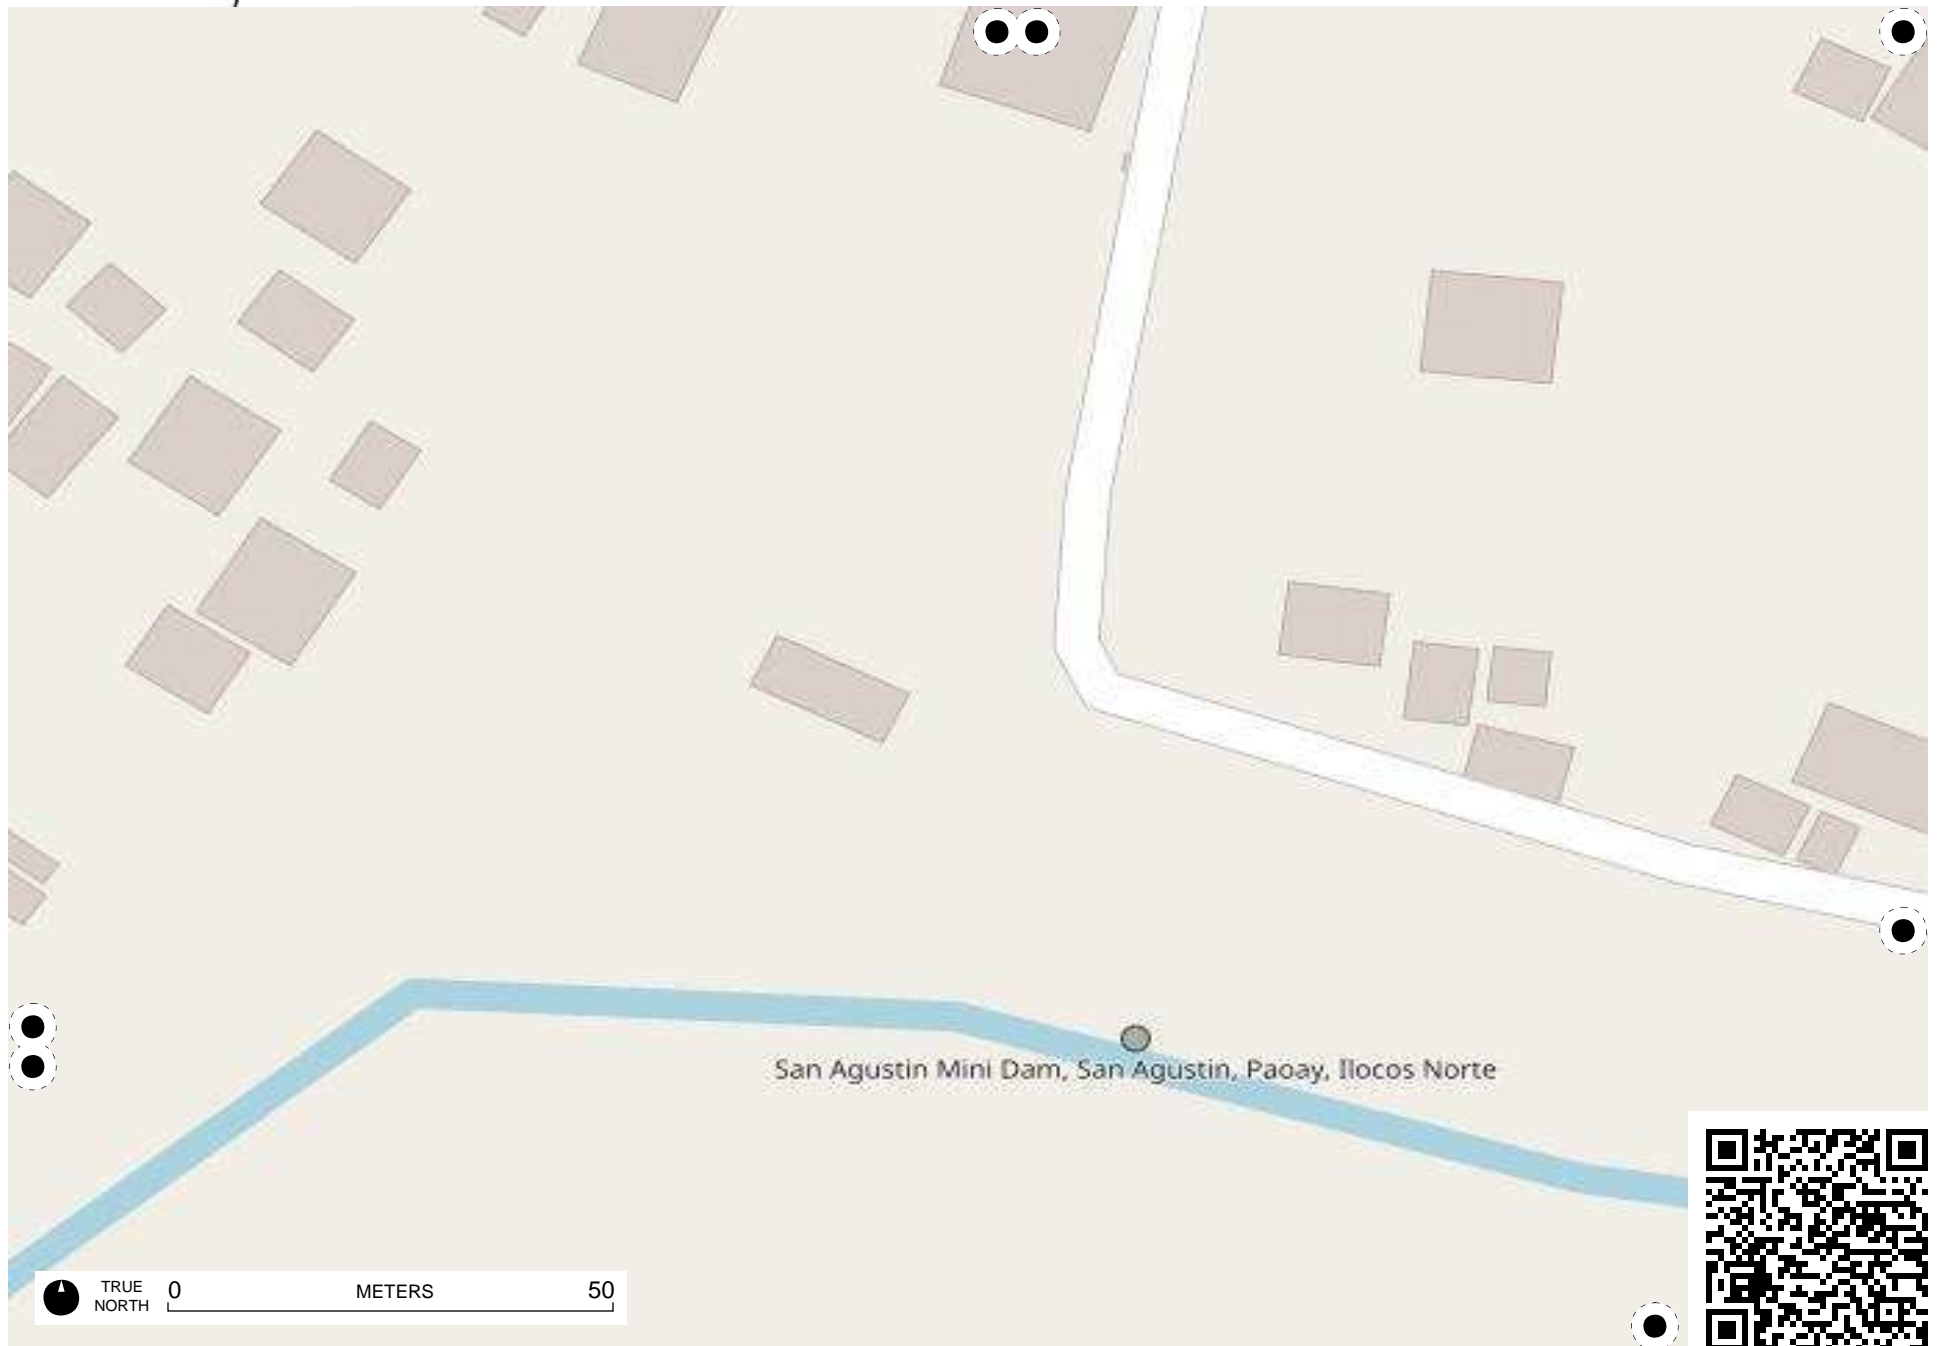 San Agustin Mini Dam, San Agustin, Paoay, Ilocos Norte
TRUE NORTH
0 METERS 50